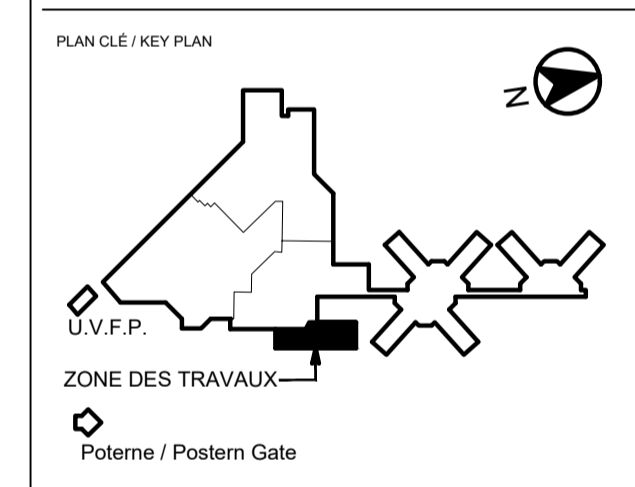 PLAN CLÉ / KEY PLAN
N
U.V.F.P.
ZONE DES TRAVAUX
Poterne / Postern Gate